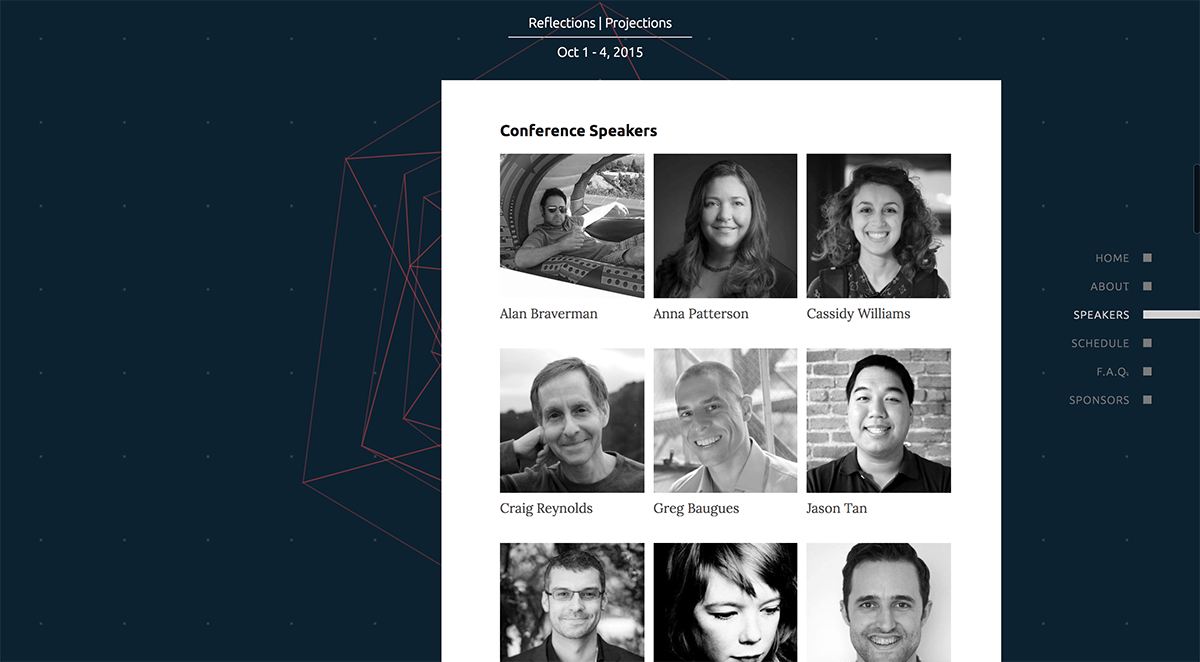 Reflections | Projections
Oct 1 - 4, 2015
Conference Speakers
Alan Braverman
Anna Patterson
Cassidy Williams
Craig Reynolds
Greg Baugues
Jason Tan
HOME
ABOUT
SPEAKERS
SCHEDULE
F.A.Qs
SPONSORS